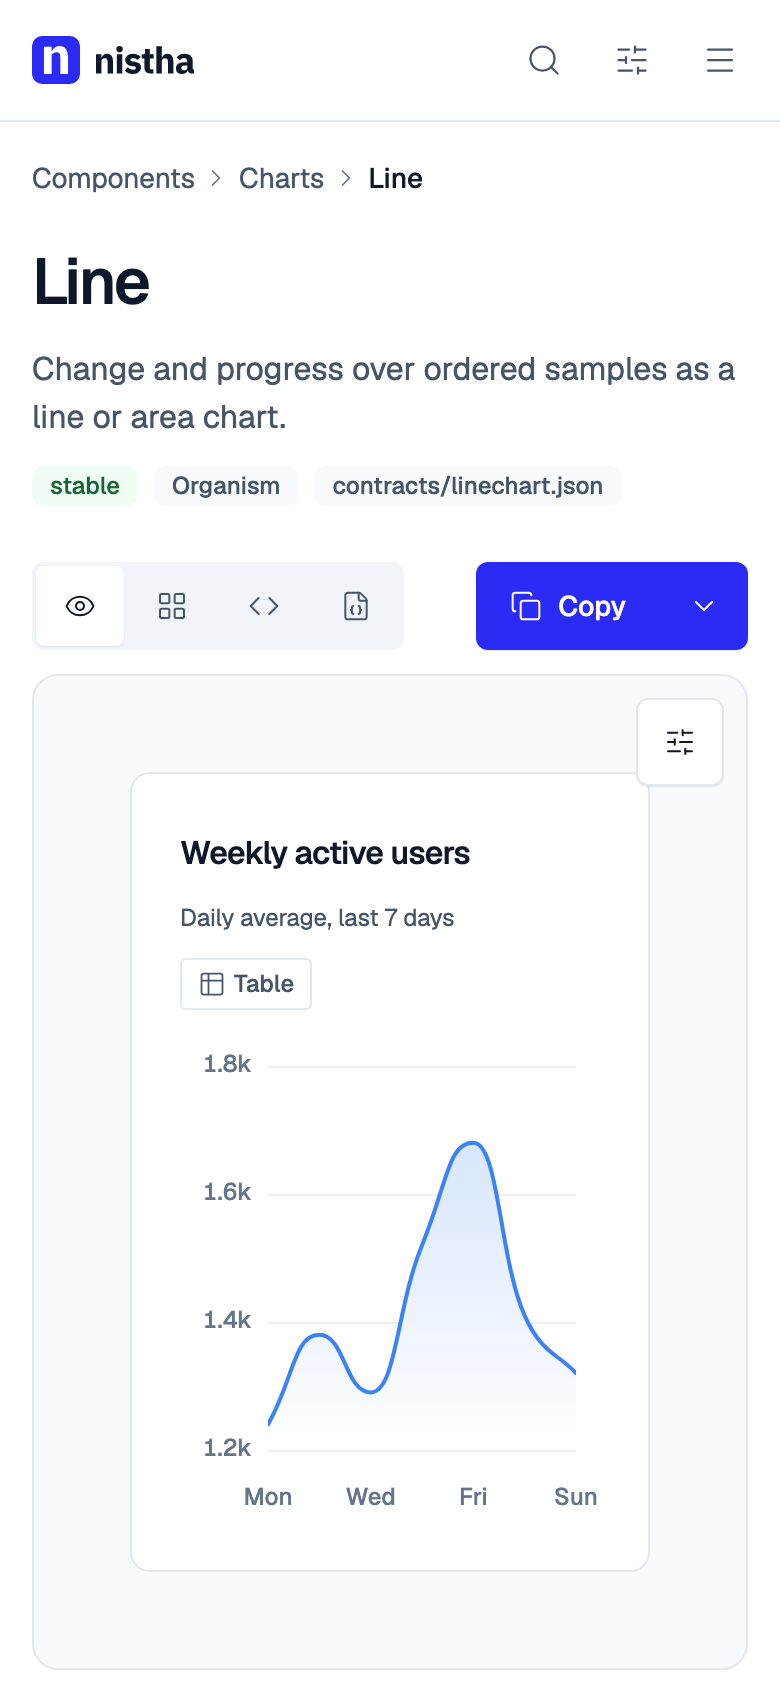 n nistha
Components > Charts > Line
Line
Change and progress over ordered samples as a
line or area chart.
stable Organism contracts/linechart.json
Copy
Weekly active users
Daily average, last 7 days
Table
1.8k
1.6k
1.4k
1.2k
Mon Wed Fri Sun